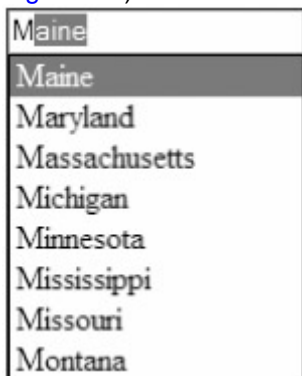 Maine
Maine
Maryland
Massachusetts
Michigan
Minnesota
Mississippi
Missouri
Montana